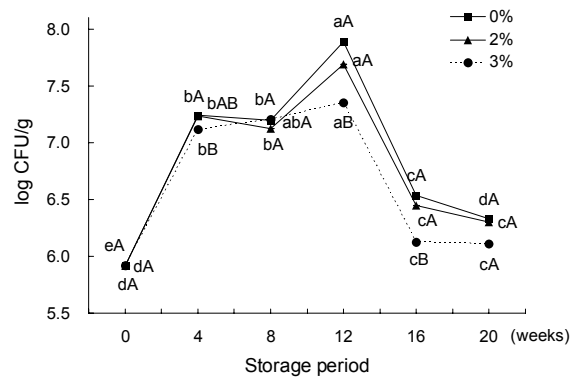 0%
2%
3%
log CFU/g
8.0
7.5
7.0
6.5
6.0
5.5
aA
aA
aB
bA
bAB
bB
bA
abA
bA
eA
dA
dA
cA
cA
cB
dA
cA
cA
0 4 8 12 16 20 (weeks)
Storage period